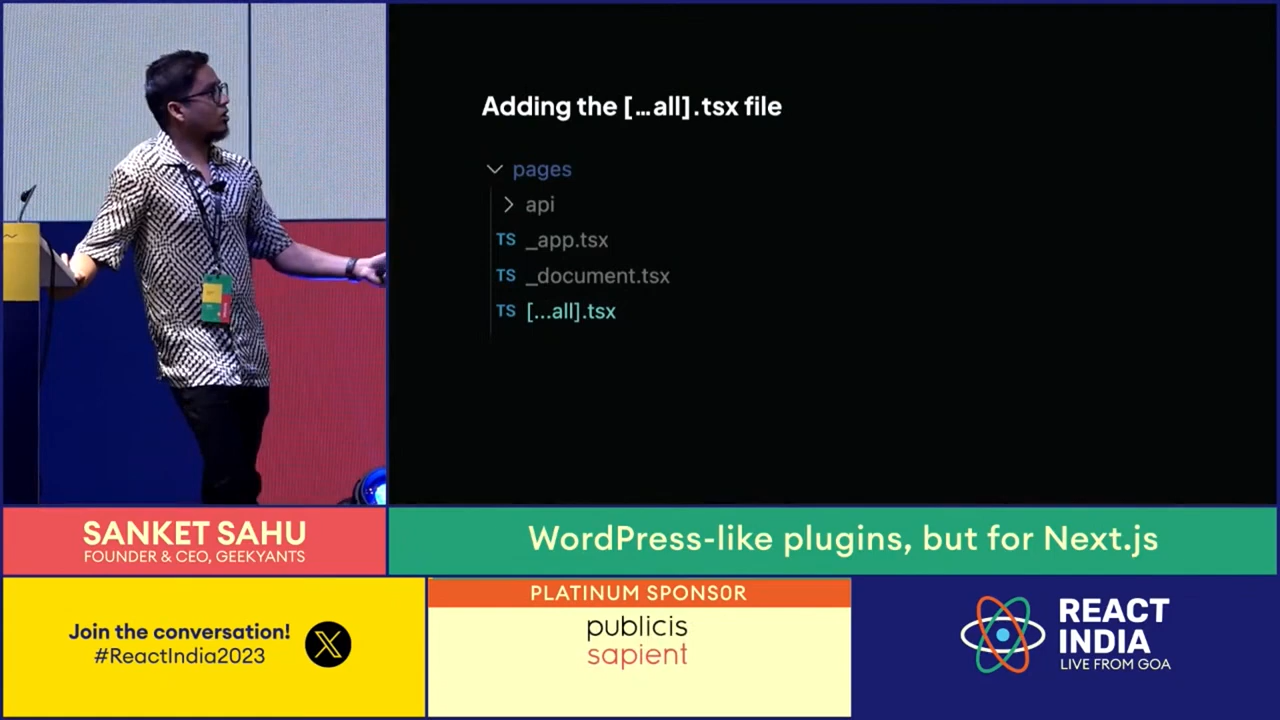 Adding the [...all].tsx file
pages
api
TS _app.tsx
TS _document.tsx
TS [...all].tsx
SANKET SAHU
FOUNDER & CEO, GEEKYANTS
WordPress-like plugins, but for Next.js
Join the conversation!
#ReactIndia2023
X
PLATINUM SPONS0R
publicis
sapient
REACT
INDIA
LIVE FROM GOA